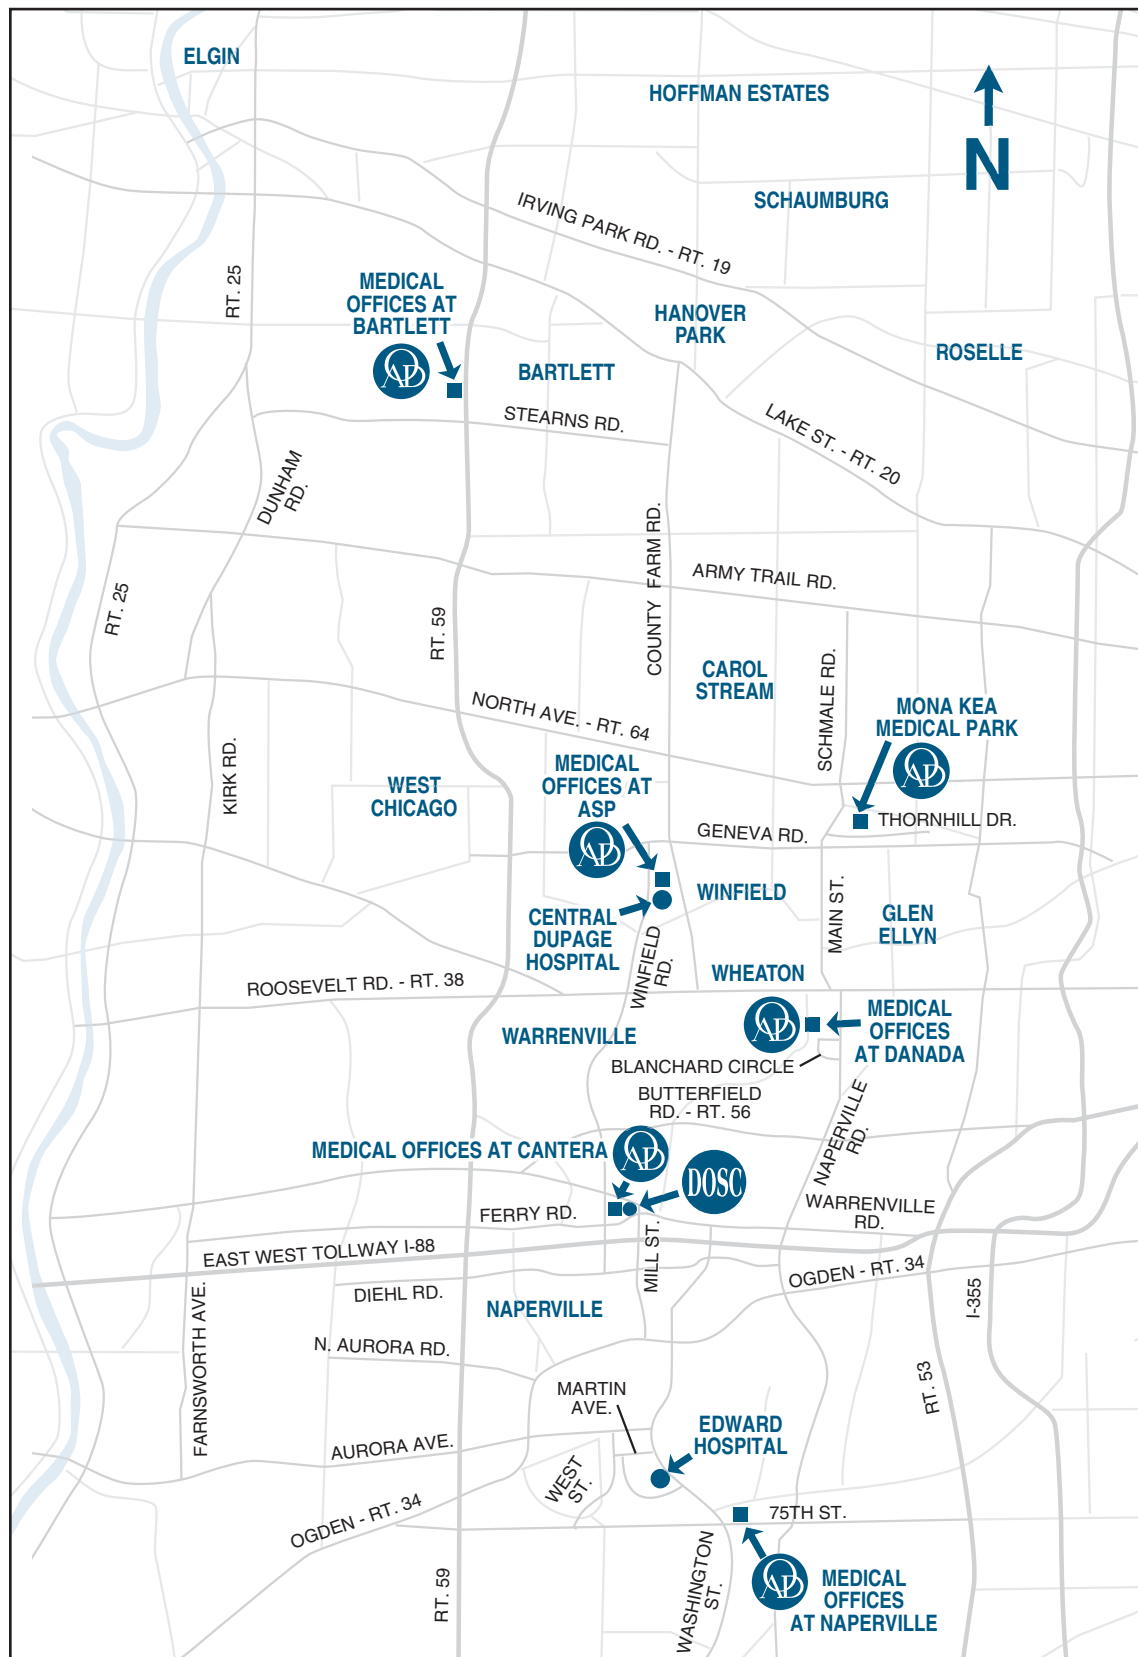 ELGIN
HOFFMAN ESTATES
N
SCHAUMBURG
IRVING PARK RD. - RT. 19
RT. 25
MEDICAL
OFFICES AT
BARTLETT
OAD
HANOVER
PARK
ROSELLE
BARTLETT
STEARNS RD.
LAKE ST. - RT. 20
DUNHAM
RD.
COUNTY FARM RD.
ARMY TRAIL RD.
RT. 25
RT. 59
CAROL
STREAM
SCHMALE RD.
MONA KEA
MEDICAL PARK
OAD
NORTH AVE. - RT. 64
KIRK RD.
WEST
CHICAGO
MEDICAL
OFFICES AT
ASP
OAD
THORNHILL DR.
GENEVA RD.
WINFIELD
MAIN ST.
GLEN
ELLYN
CENTRAL
DUPAGE
HOSPITAL
WINFIELD
RD.
WHEATON
ROOSEVELT RD. - RT. 38
WARRENVILLE
OAD
MEDICAL
OFFICES
AT DANADA
BLANCHARD CIRCLE
BUTTERFIELD
RD. - RT. 56
NAPERVILLE
RD.
MEDICAL OFFICES AT CANTERA
OAD
DOSC
FERRY RD.
WARRENVILLE
RD.
EAST WEST TOLLWAY I-88
MILL ST.
OGDEN - RT. 34
DIEHL RD.
NAPERVILLE
I-355
FARNSWORTH AVE.
N. AURORA RD.
RT. 53
MARTIN
AVE.
EDWARD
HOSPITAL
AURORA AVE.
WEST
ST.
OGDEN - RT. 34
75TH ST.
WASHINGTON
ST.
RT. 59
OAD
MEDICAL
OFFICES
AT NAPERVILLE